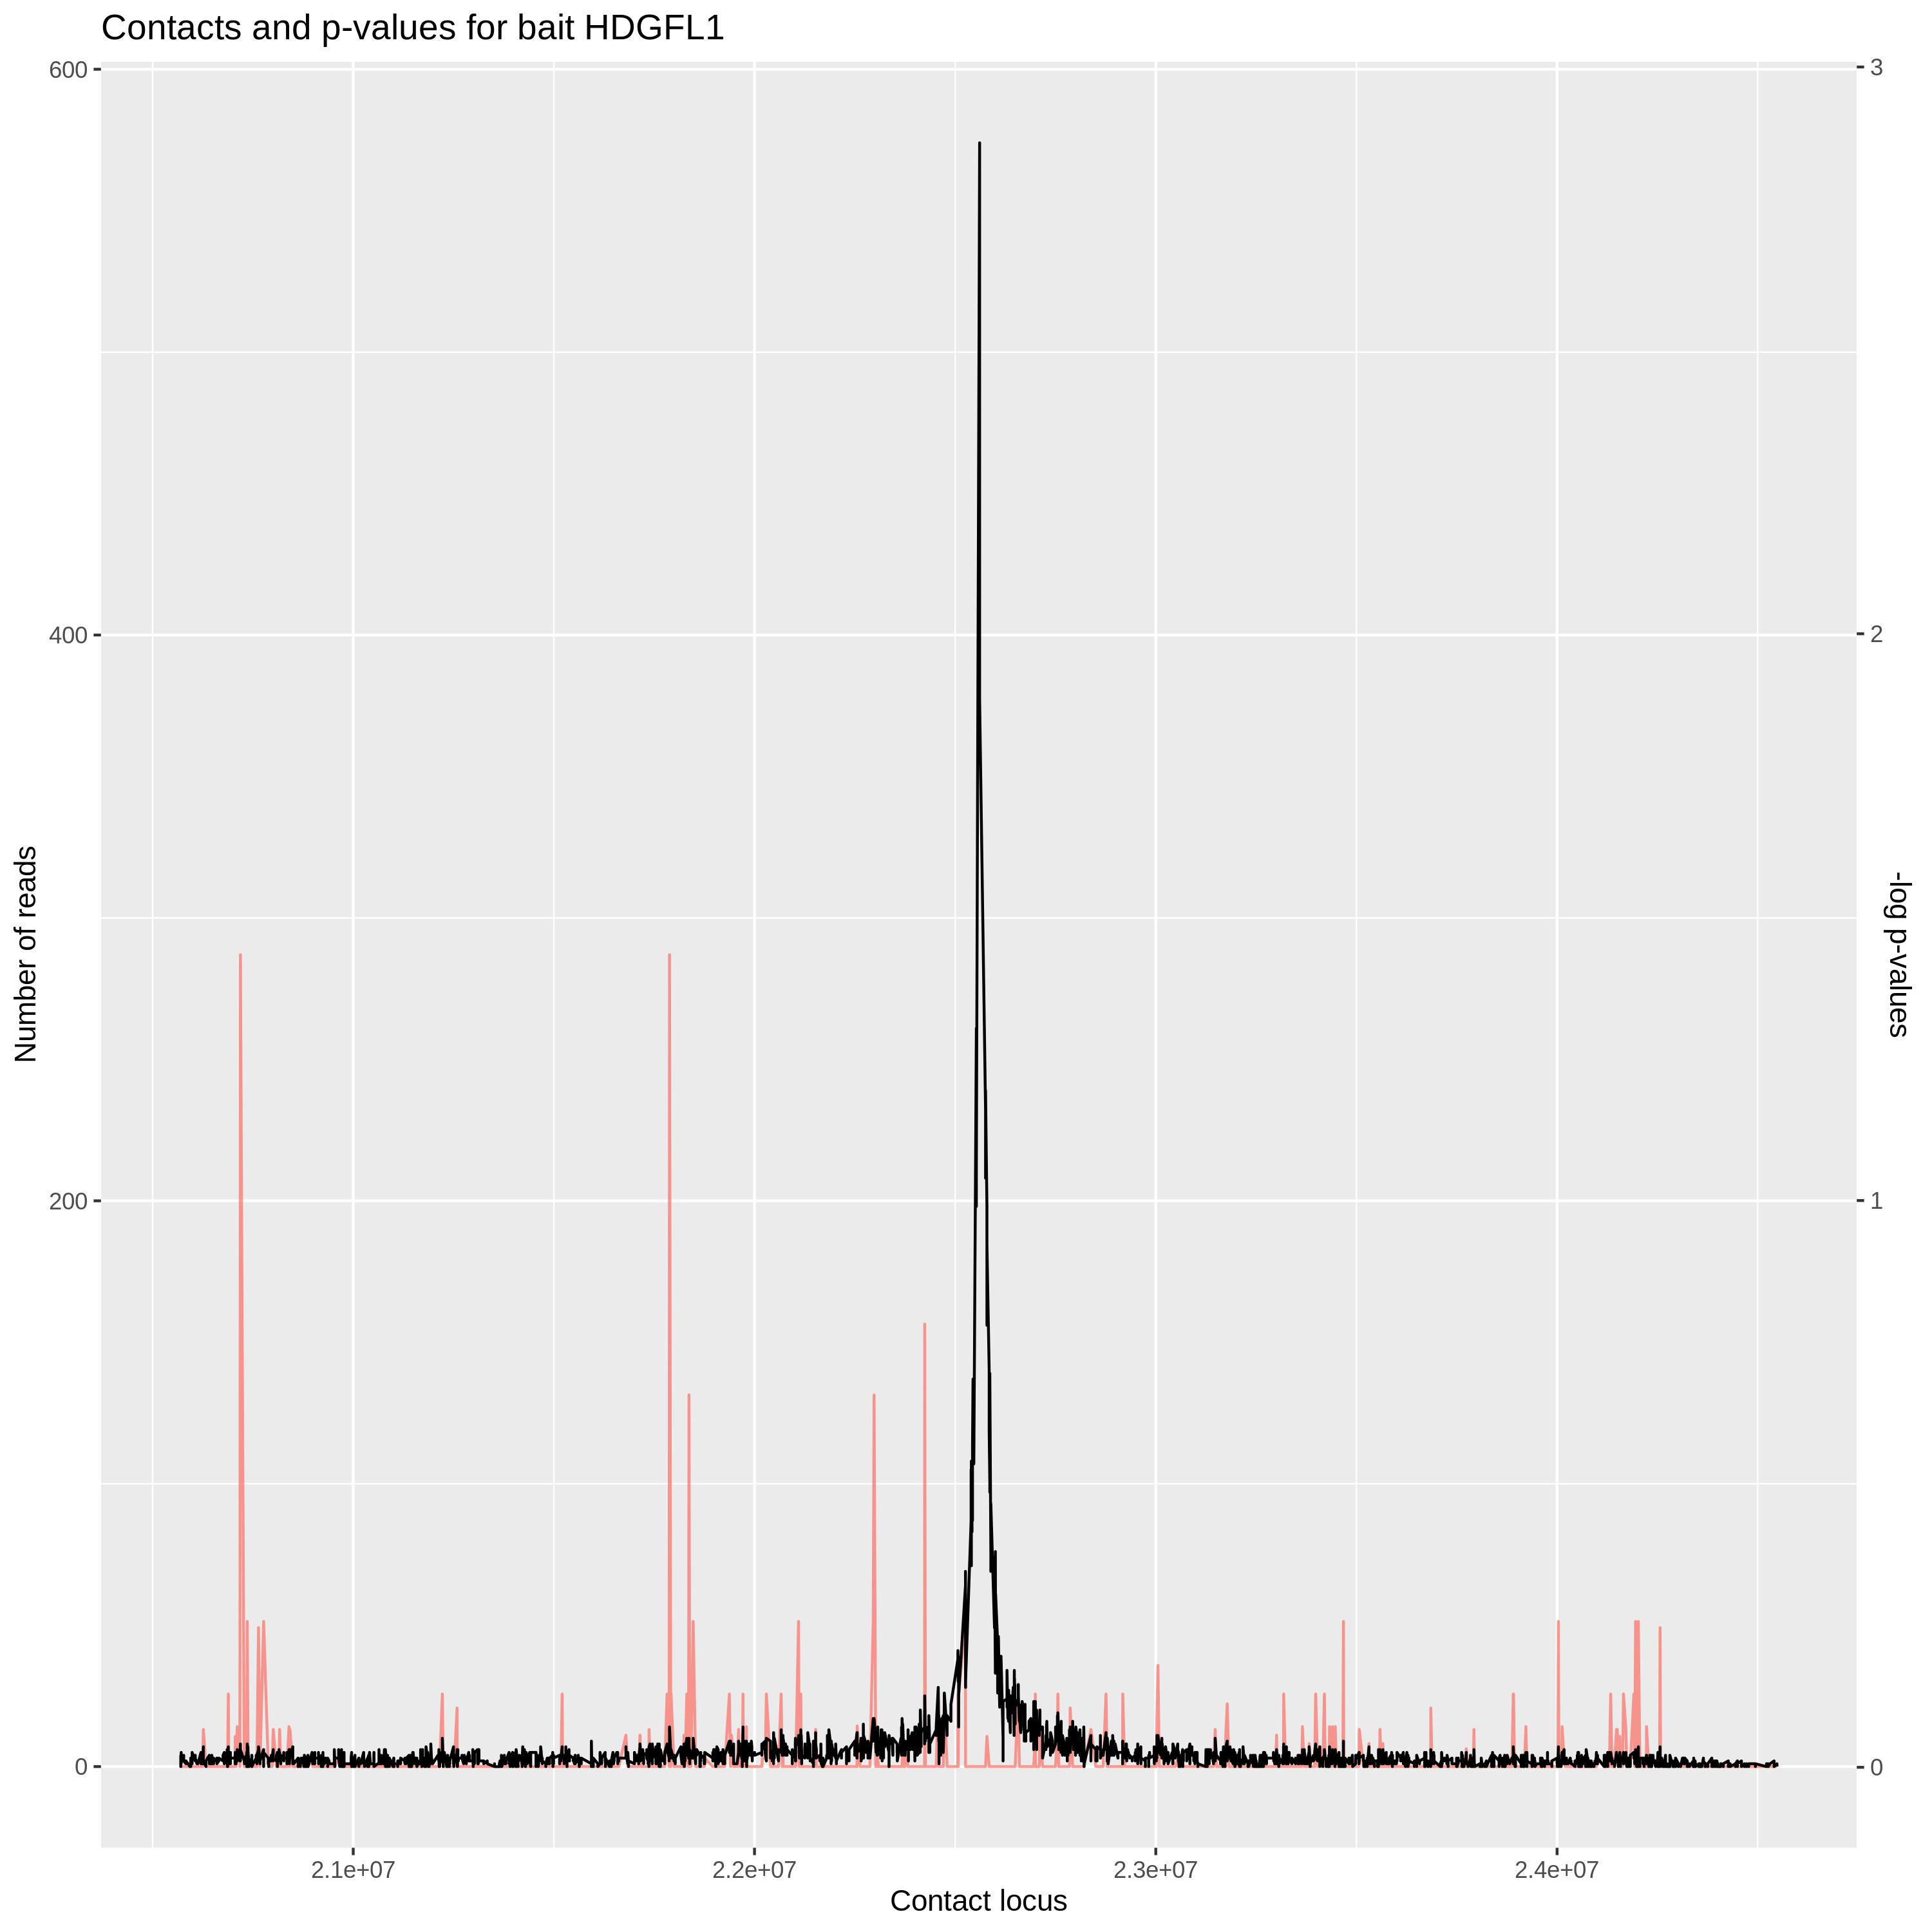 Contacts and p-values for bait HDGFL1
600
400
200
0
Number of reads
3
2
1
0
-log p-values
2.1e+07
2.2e+07
2.3e+07
2.4e+07
Contact locus